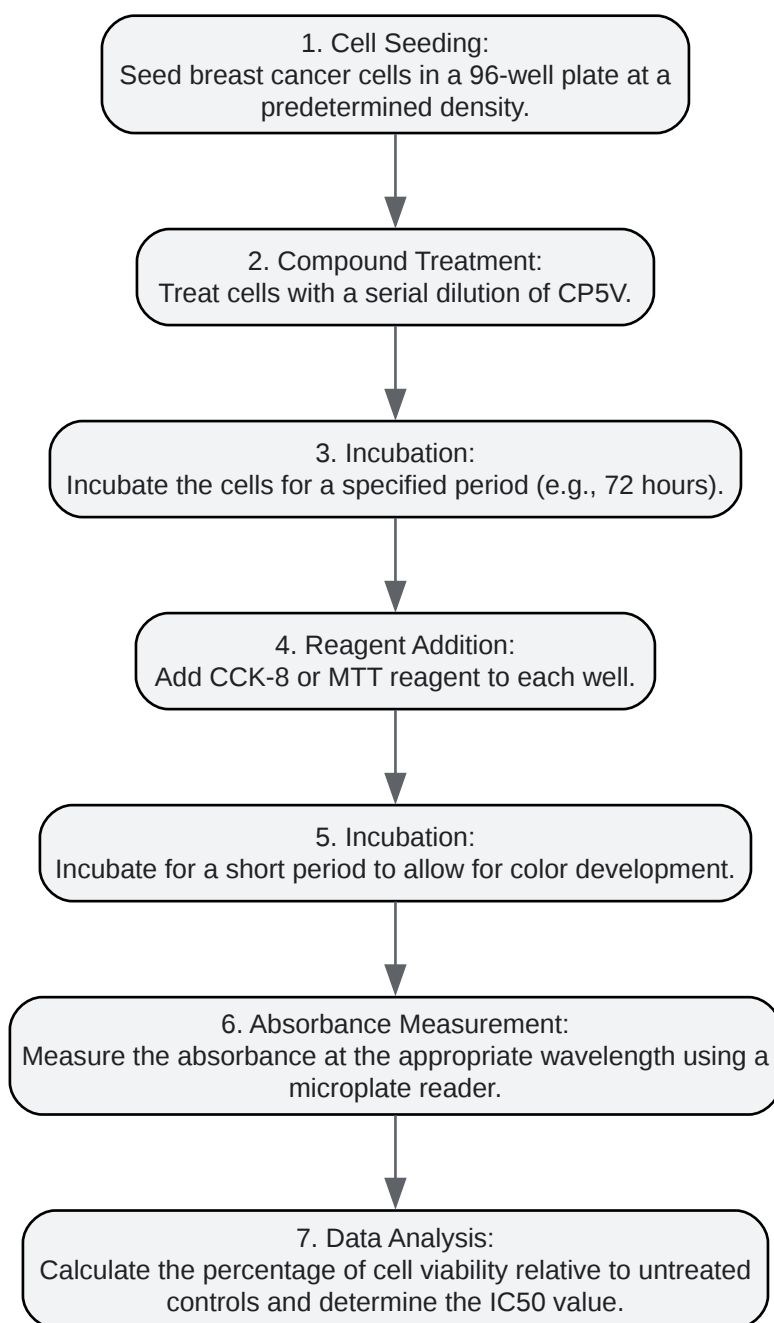 1. Cell Seeding:
Seed breast cancer cells in a 96-well plate at a
predetermined density.
2. Compound Treatment:
Treat cells with a serial dilution of CP5V.
3. Incubation:
Incubate the cells for a specified period (e.g., 72 hours).
4. Reagent Addition:
Add CCK-8 or MTT reagent to each well.
5. Incubation:
Incubate for a short period to allow for color development.
6. Absorbance Measurement:
Measure the absorbance at the appropriate wavelength using a
microplate reader.
7. Data Analysis:
Calculate the percentage of cell viability relative to untreated
controls and determine the IC50 value.